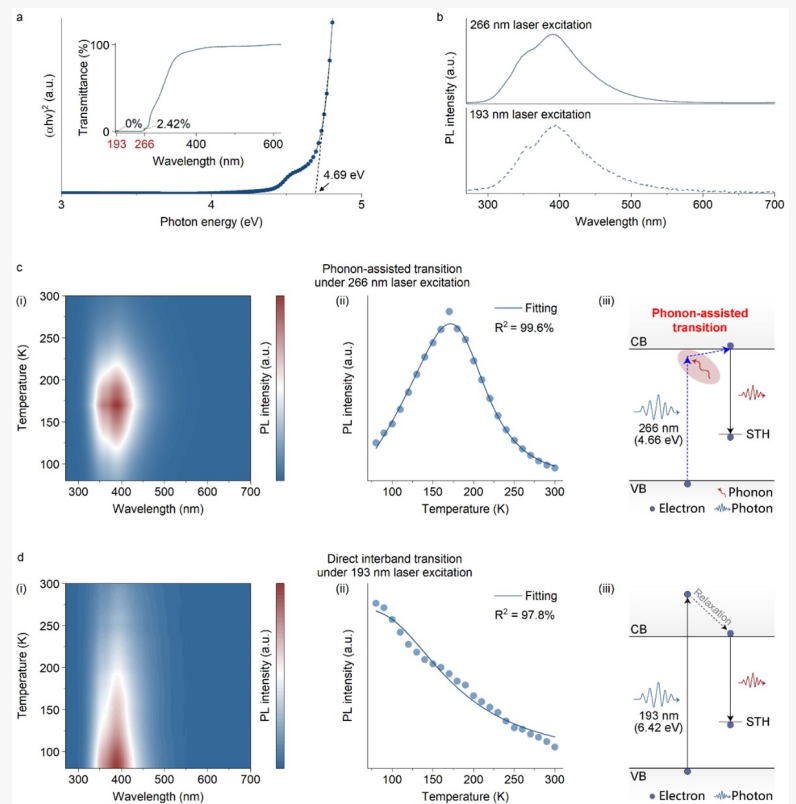 a
100
Transmittance (%)
0
0%
2.42%
193
266
400
600
Wavelength (nm)
(αhv)² (a.u.)
4.69 eV
3
4
5
Photon energy (eV)
b
266 nm laser excitation
193 nm laser excitation
PL intensity (a.u.)
300
400
500
600
700
Wavelength (nm)
c
Phonon-assisted transition
under 266 nm laser excitation
(i)
300
250
200
150
100
Temperature (K)
300
400
500
600
700
Wavelength (nm)
PL intensity (a.u.)
(ii)
Fitting
R² = 99.6%
PL intensity (a.u.)
100
150
200
250
300
Temperature (K)
(iii)
Phonon-assisted
transition
CB
266 nm
(4.66 eV)
STH
VB
Phonon
Electron
Photon
d
Direct interband transition
under 193 nm laser excitation
(i)
300
250
200
150
100
Temperature (K)
300
400
500
600
700
Wavelength (nm)
PL intensity (a.u.)
(ii)
Fitting
R² = 97.8%
PL intensity (a.u.)
100
150
200
250
300
Temperature (K)
(iii)
Relaxation
CB
193 nm
(6.42 eV)
STH
VB
Electron
Photon